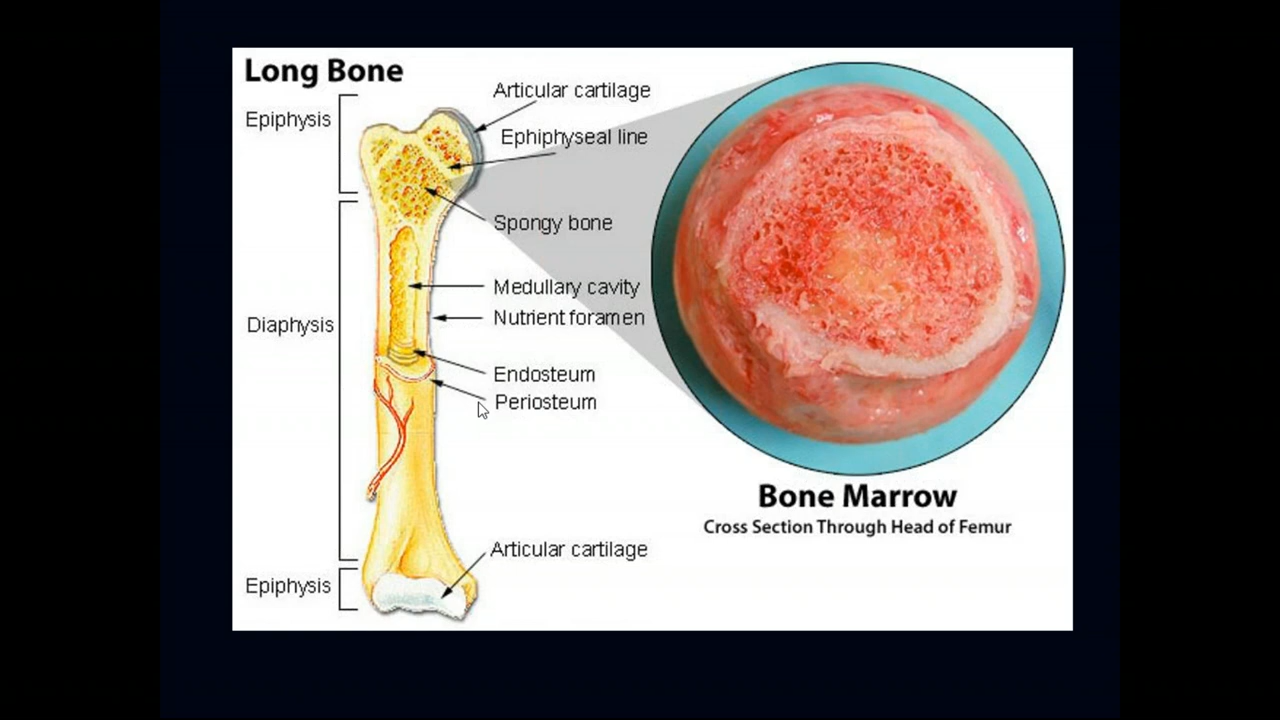 Long Bone
Epiphysis
Articular cartilage
Ephiphyseal line
Spongy bone
Medullary cavity
Nutrient foramen
Diaphysis
Endosteum
Periosteum
Articular cartilage
Epiphysis
Bone Marrow
Cross Section Through Head of Femur